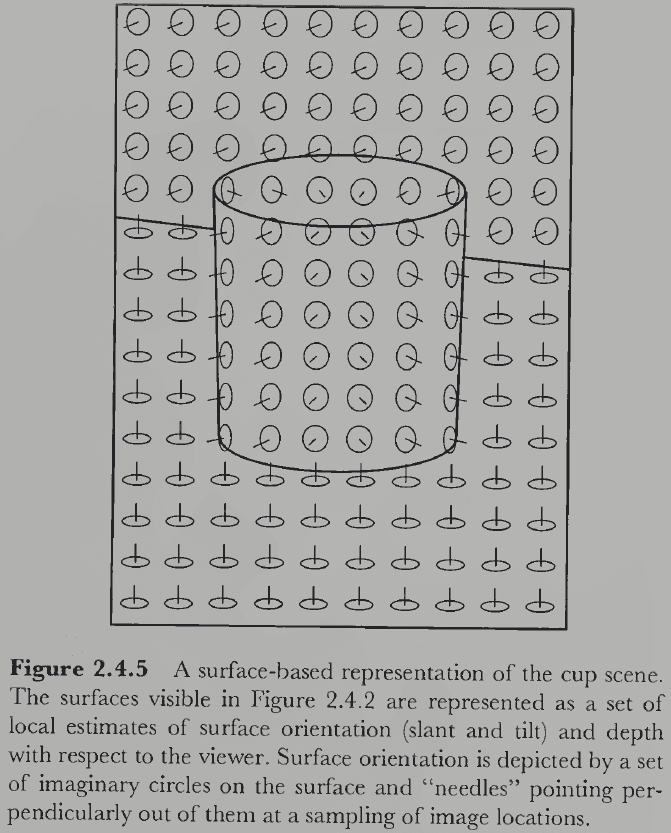 Figure 2.4.5 A surface-based representation of the cup scene.
The surfaces visible in Figure 2.4.2 are represented as a set of
local estimates of surface orientation (slant and tilt) and depth
with respect to the viewer. Surface orientation is depicted by a set
of imaginary circles on the surface and “needles” pointing per-
pendicularly out of them at a sampling of image locations.